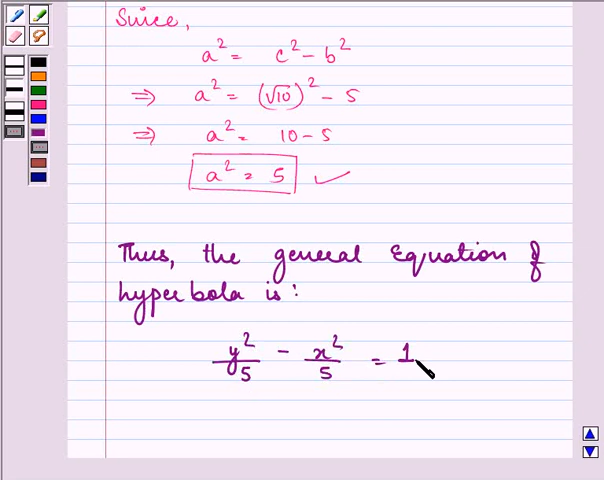 Since,
a² = c² - b²
⇒ a² = (√10)² - 5
⇒ a² = 10 - 5
a² = 5 ✓
Thus, the general Equation of
hyperbola is:
y²/5 - x²/5 = 1